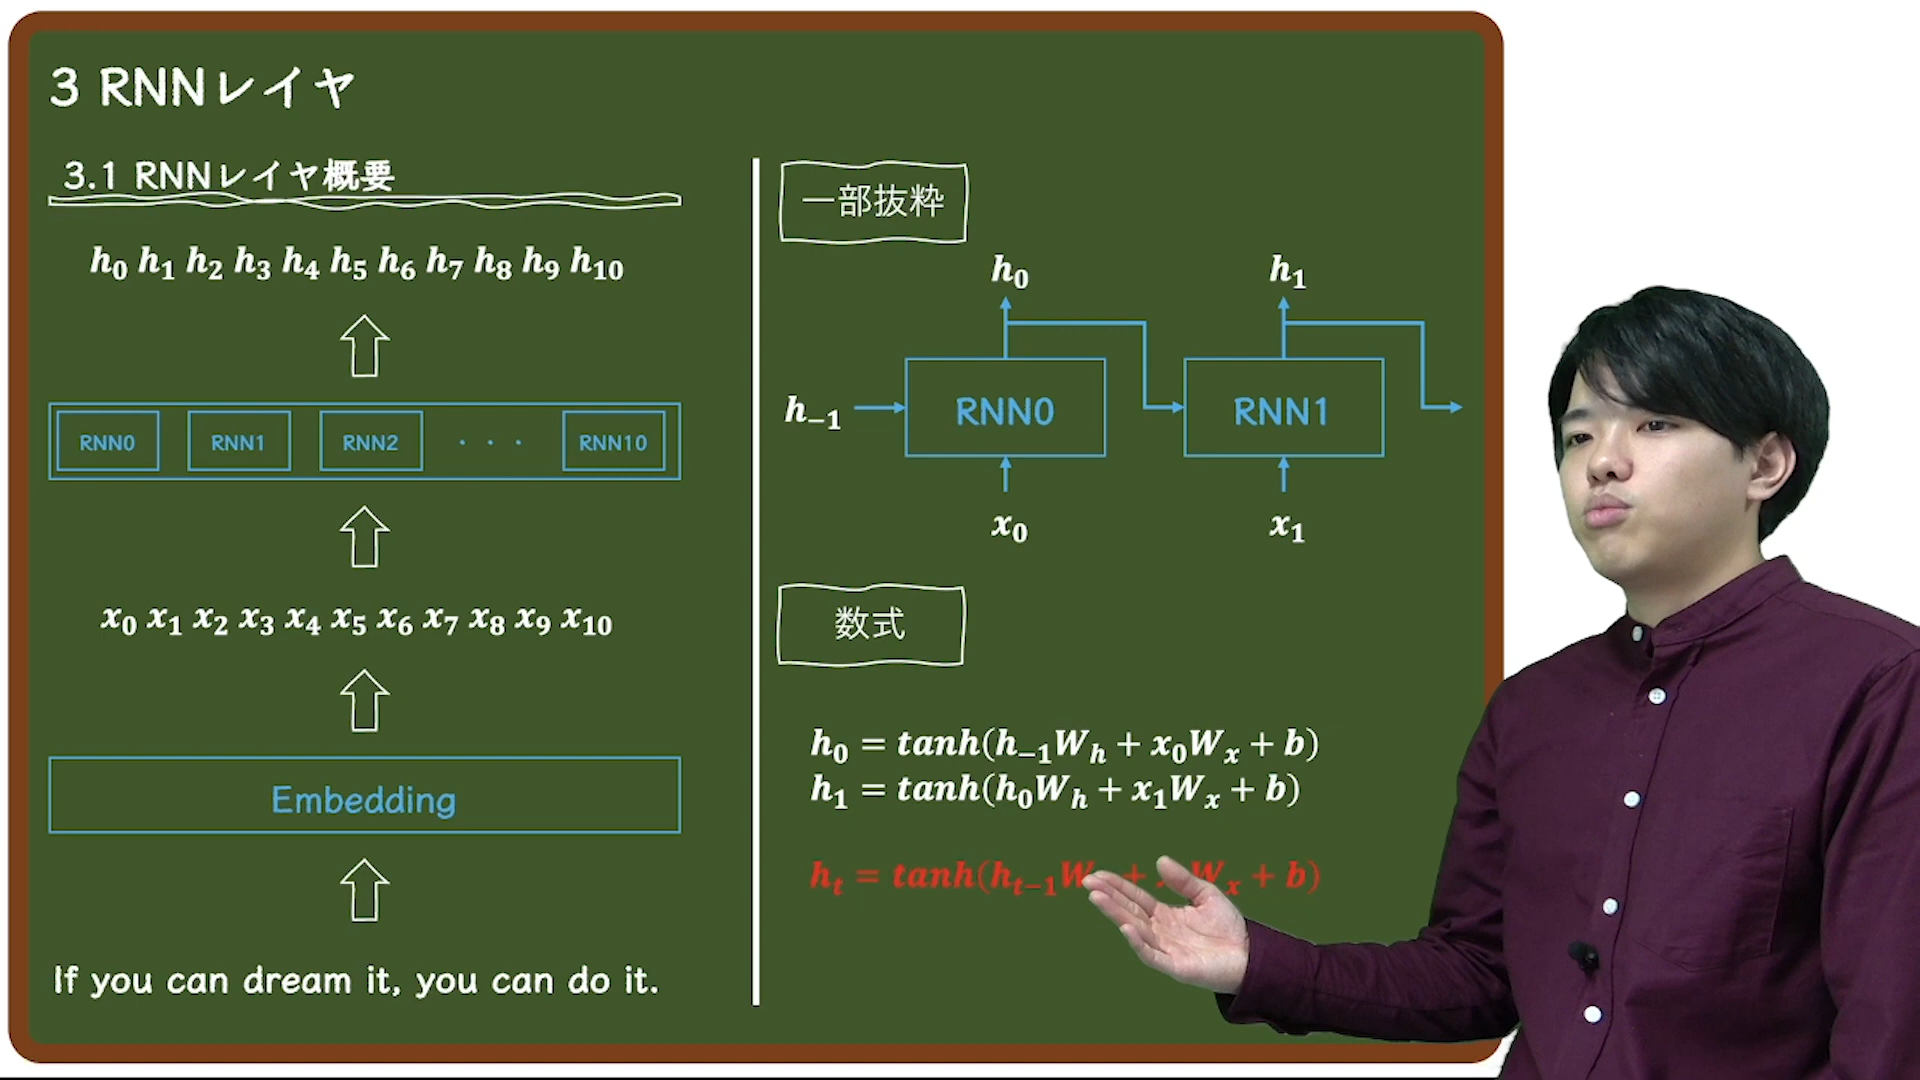 3 RNNレイヤ
3.1 RNNレイヤ概要
h₀ h₁ h₂ h₃ h₄ h₅ h₆ h₇ h₈ h₉ h₁₀
RNN0 RNN1 RNN2 ・・・ RNN10
x₀ x₁ x₂ x₃ x₄ x₅ x₆ x₇ x₈ x₉ x₁₀
Embedding
If you can dream it, you can do it.
一部抜粋
h₀ h₁
h₋₁ RNN0 RNN1
x₀ x₁
数式
h₀ = tanh(h₋₁Wₕ + x₀Wₓ + b)
h₁ = tanh(h₀Wₕ + x₁Wₓ + b)
hₜ = tanh(hₜ₋₁W + Wₓ + b)